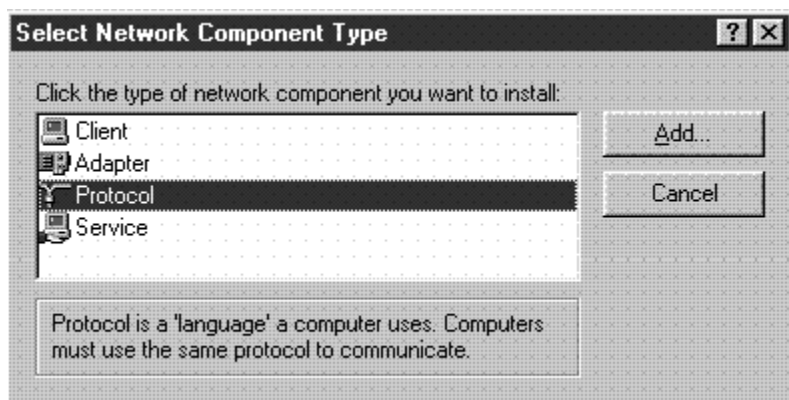 Select Network Component Type
Click the type of network component you want to install:
Client
Adapter
Protocol
Service
Add...
Cancel
Protocol is a 'language' a computer uses. Computers
must use the same protocol to communicate.